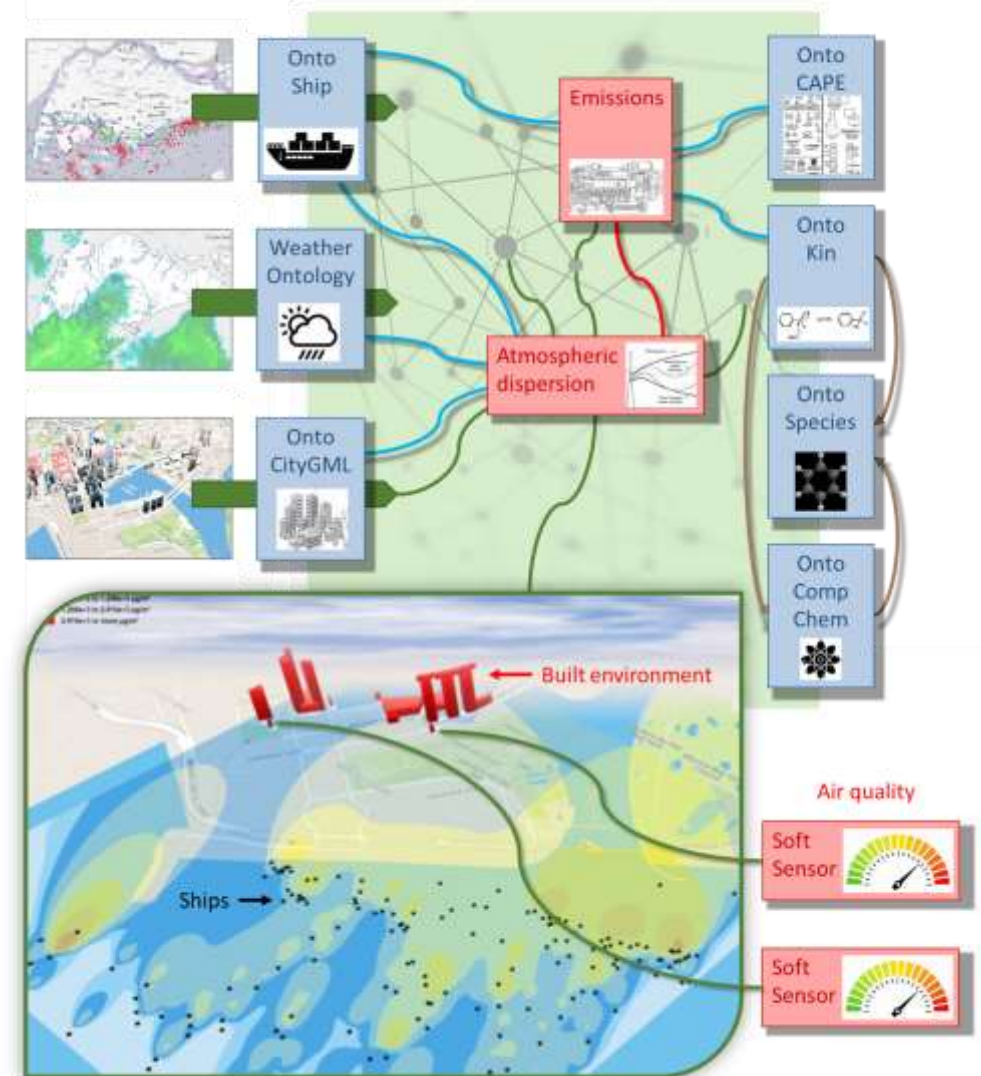 Onto
Ship
Emissions
Onto
CAPE
Weather
Ontology
Onto
Kin
Atmospheric
dispersion
Onto
CityGML
Onto
Species
Onto
Comp
Chem
Built environment
Air quality
Soft
Sensor
Ships
Soft
Sensor